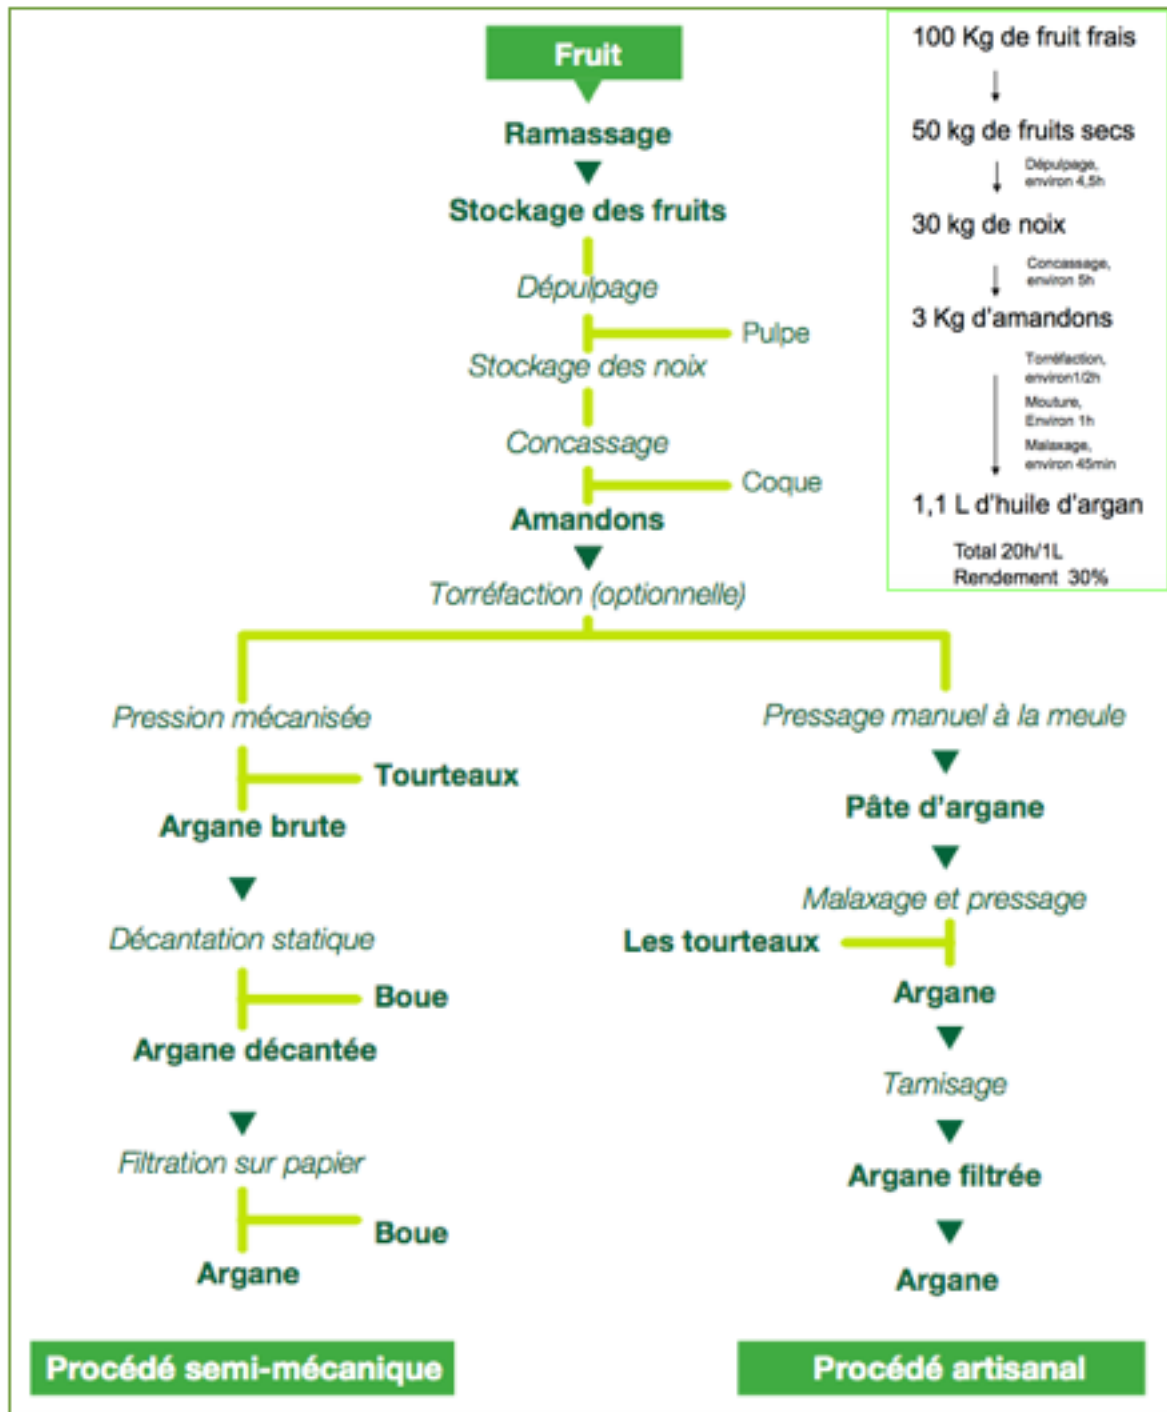 Fruit
Ramassage
Stockage des fruits
Dépulpage
Pulpe
Stockage des noix
Concassage
Coque
Amandons
Torréfaction (optionnelle)
100 Kg de fruit frais
50 kg de fruits secs
Dépulpage,
environ 4,5h
30 kg de noix
Concassage,
environ 5h
3 Kg d'amandons
Torréfaction,
environ1/2h
Mouture,
Environ 1h
Malaxage,
environ 45min
1,1 L d'huile d'argan
Total 20h/1L
Rendement 30%
Pression mécanisée
Tourteaux
Argane brute
Décantation statique
Boue
Argane décantée
Filtration sur papier
Boue
Argane
Procédé semi-mécanique
Pressage manuel à la meule
Pâte d'argane
Malaxage et pressage
Les tourteaux
Argane
Tamisage
Argane filtrée
Argane
Procédé artisanal